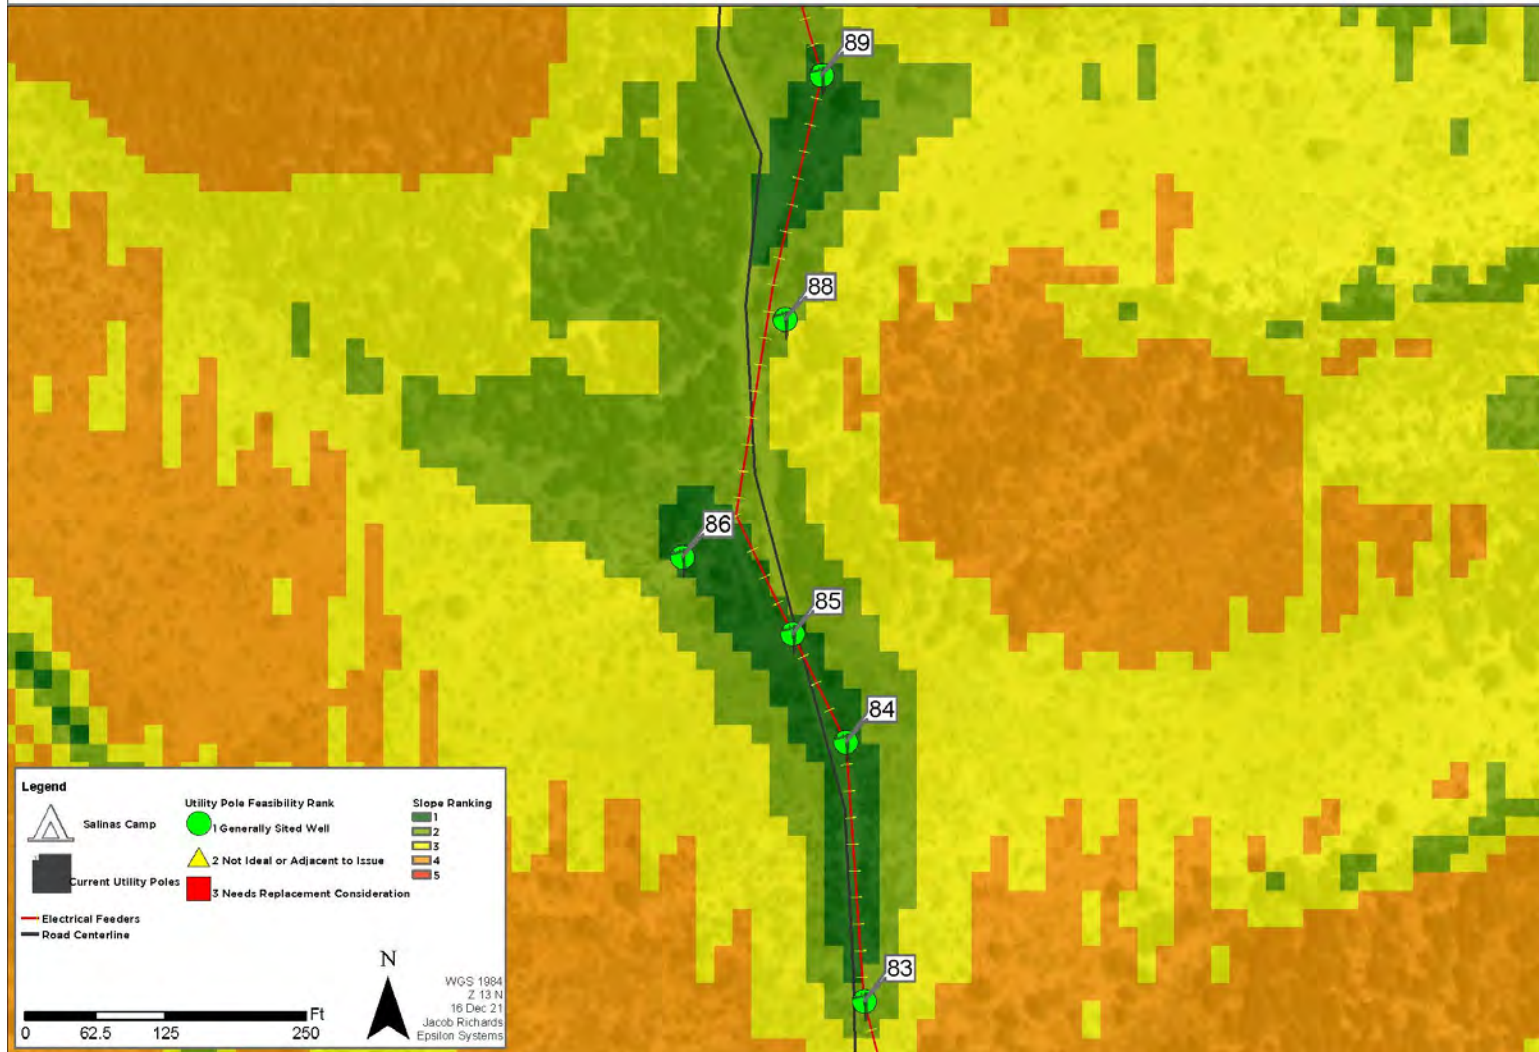 89
88
86
85
84
83
Legend
Salinas Camp
Current Utility Poles
Electrical Feeders
Road Centerline
Utility Pole Feasibility Rank
1 Generally Sited Well
2 Not Ideal or Adjacent to Issue
3 Needs Replacement Consideration
Slope Ranking
1
2
3
4
5
N
WGS 1984
Z 13 N
16 Dec 21
Jacob Richards
Epsilon Systems
Ft
0 62.5 125 250